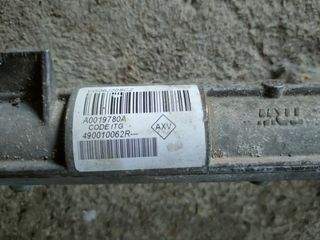 A0019780A
CODE ITG
AXV
490010062R---